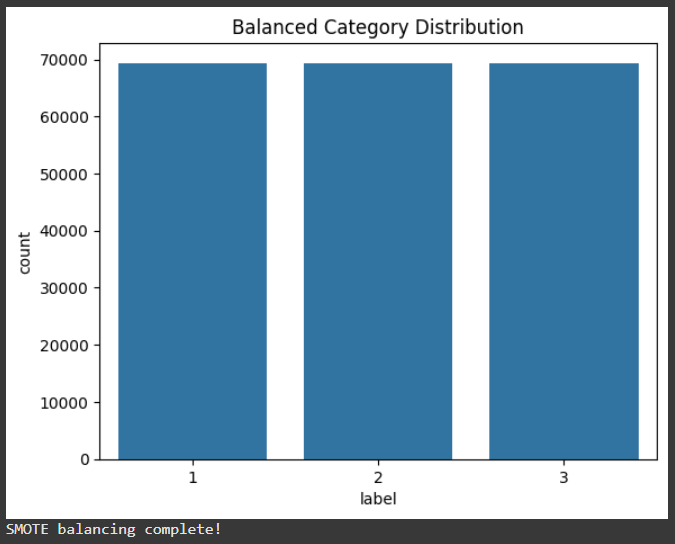 Balanced Category Distribution
70000
60000
50000
40000
30000
20000
10000
0
count
1 2 3
label
SMOTE balancing complete!